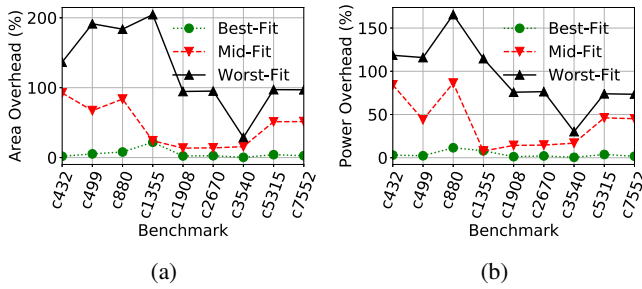 Area Overhead (%)
200
100
0
Best-Fit
Mid-Fit
Worst-Fit
c432
c499
c880
c1355
c1908
c2670
c3540
c5315
c7552
Benchmark
(a)
Power Overhead (%)
150
100
50
0
Best-Fit
Mid-Fit
Worst-Fit
c432
c499
c880
c1355
c1908
c2670
c3540
c5315
c7552
Benchmark
(b)